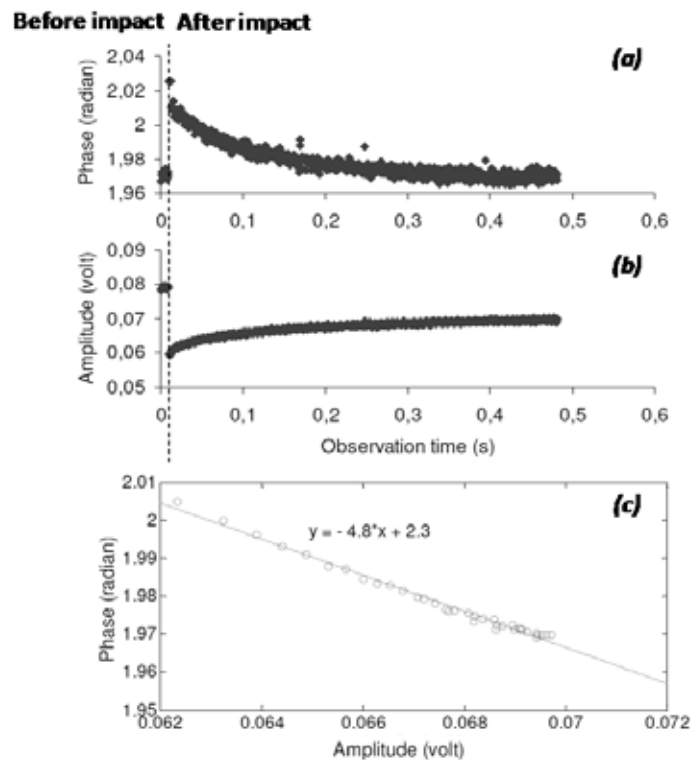 Before impact After impact
(a)
Phase (radian)
2,04
2,02
2
1,98
1,96
0 0,1 0,2 0,3 0,4 0,5 0,6
(b)
Amplitude (volt)
0,09
0,08
0,07
0,06
0,05
0 0,1 0,2 0,3 0,4 0,5 0,6
Observation time (s)
(c)
Phase (radian)
2.01
2
1.99
1.98
1.97
1.96
1.95
y = - 4.8*x + 2.3
0.062 0.064 0.066 0.068 0.07 0.072
Amplitude (volt)